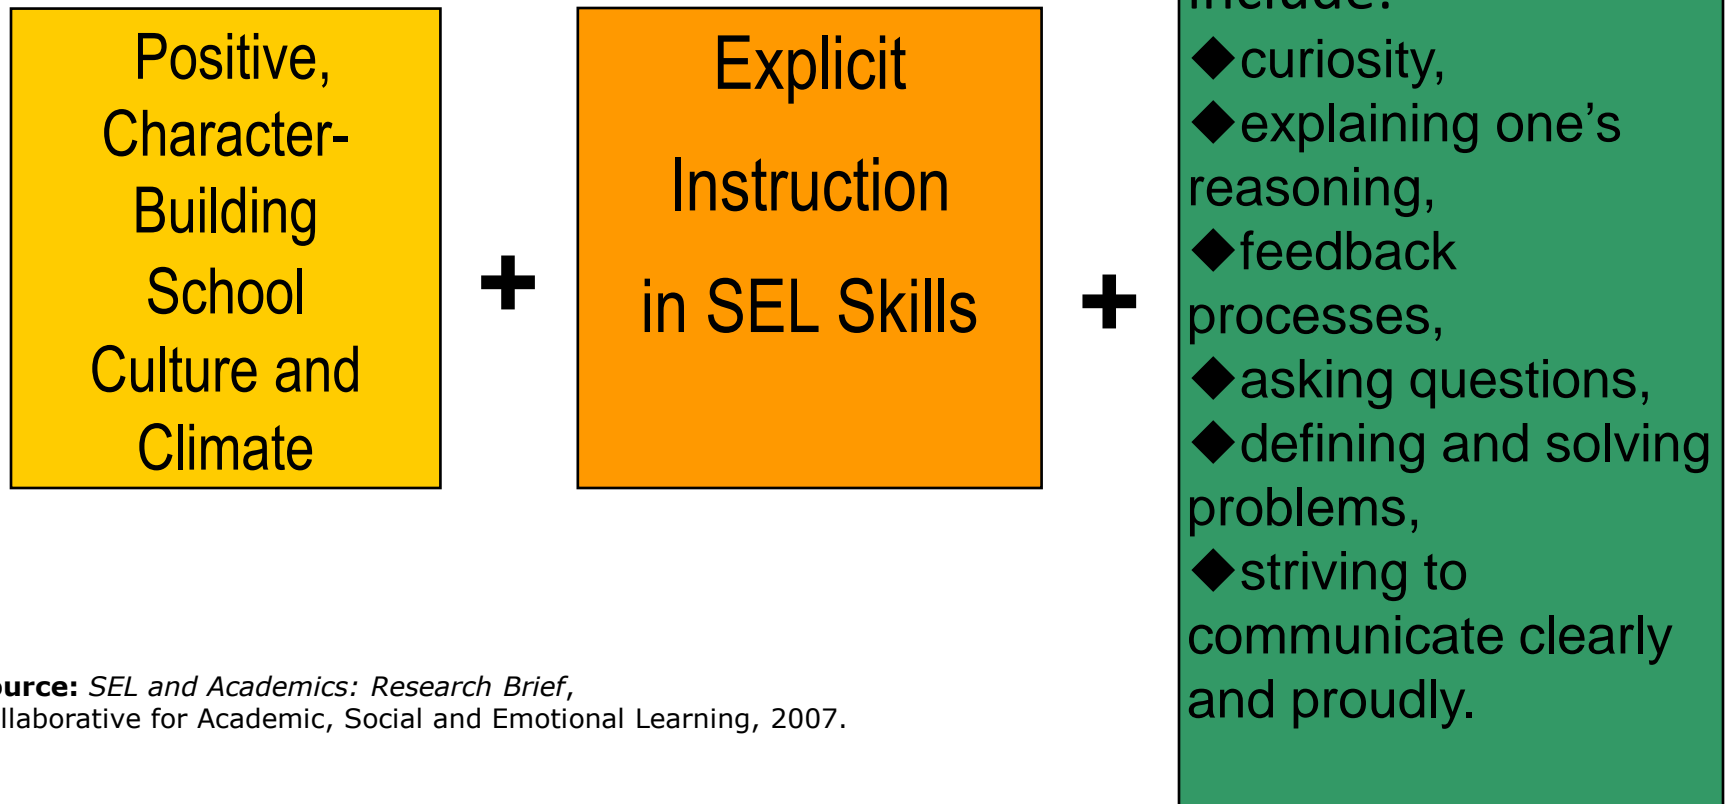 Positive,
Character-
Building
School
Culture and
Climate
+
Explicit
Instruction
in SEL Skills
+
include:
◆curiosity,
◆explaining one’s
reasoning,
◆feedback
processes,
◆asking questions,
◆defining and solving
problems,
◆striving to
communicate clearly
and proudly.
ource: SEL and Academics: Research Brief,
llaborative for Academic, Social and Emotional Learning, 2007.